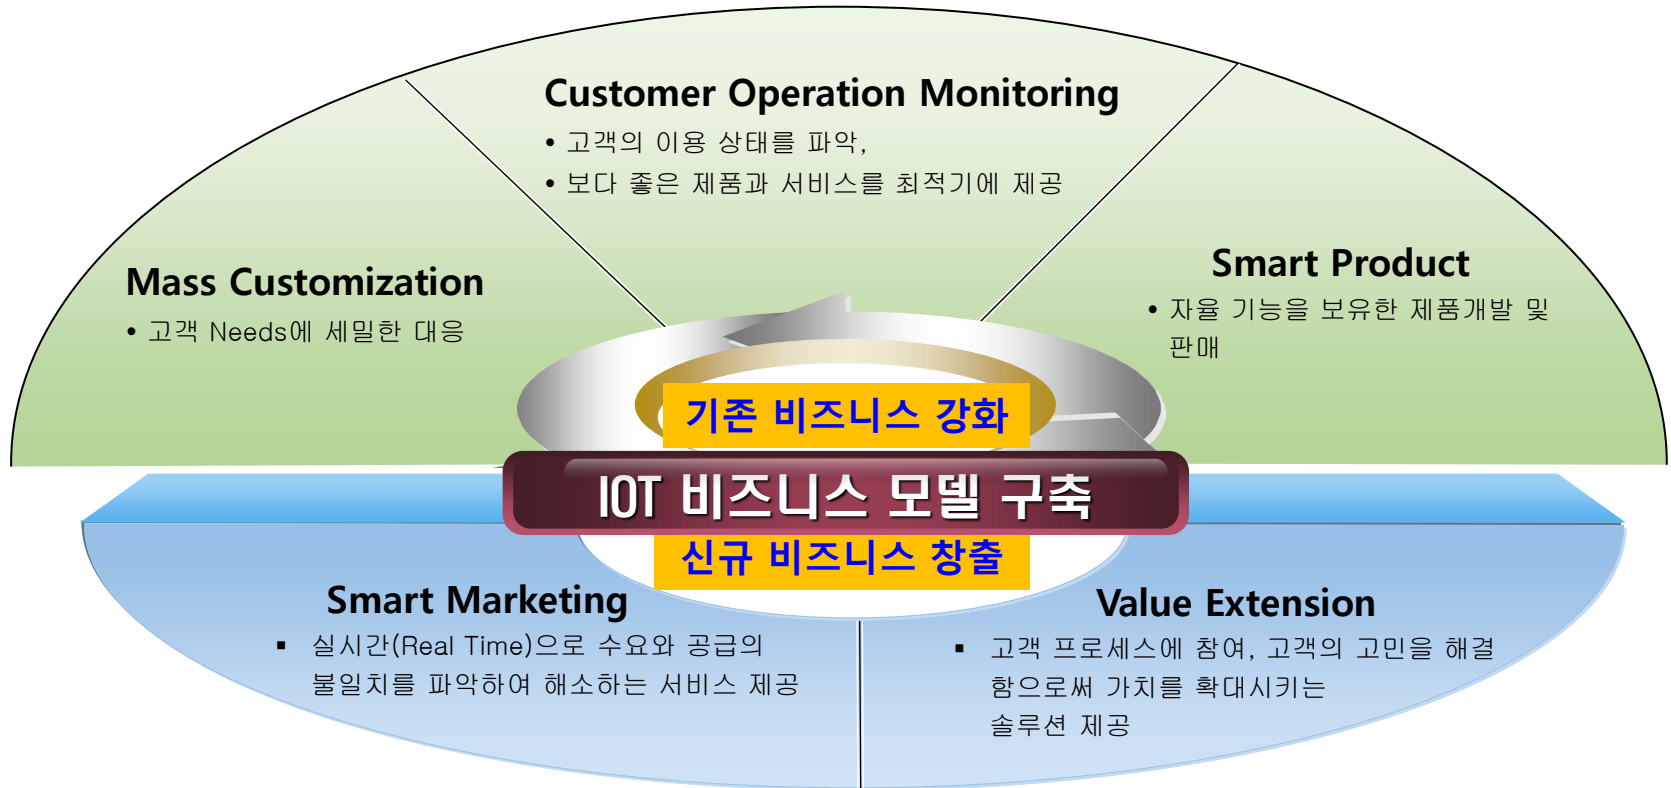 Customer Operation Monitoring
• 고객의 이용 상태를 파악,
• 보다 좋은 제품과 서비스를 최적기에 제공
Mass Customization
• 고객 Needs에 세밀한 대응
Smart Product
• 자율 기능을 보유한 제품개발 및
판매
기존 비즈니스 강화
IOT 비즈니스 모델 구축
신규 비즈니스 창출
Smart Marketing
▪ 실시간(Real Time)으로 수요와 공급의
불일치를 파악하여 해소하는 서비스 제공
Value Extension
▪ 고객 프로세스에 참여, 고객의 고민을 해결
함으로써 가치를 확대시키는
솔루션 제공